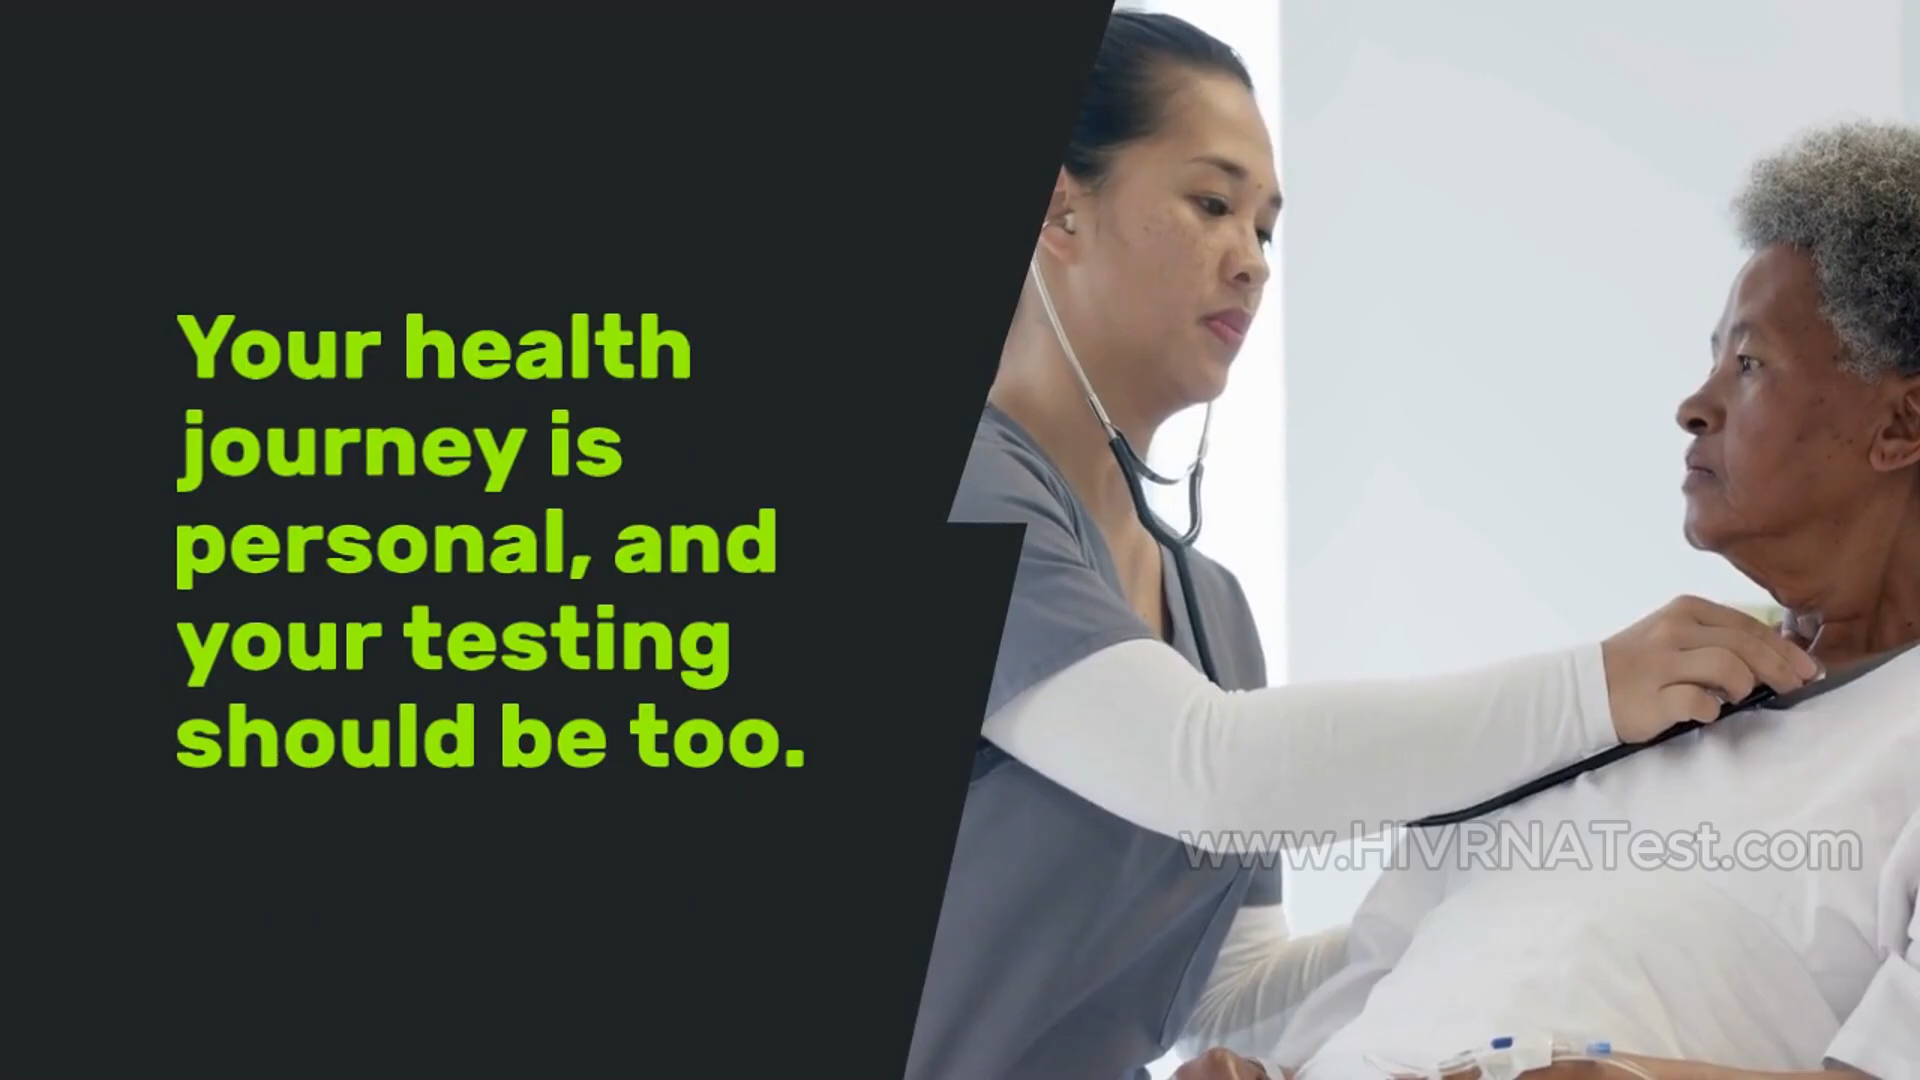 Your health
journey is
personal, and
your testing
should be too.
www.HIVRNATest.com